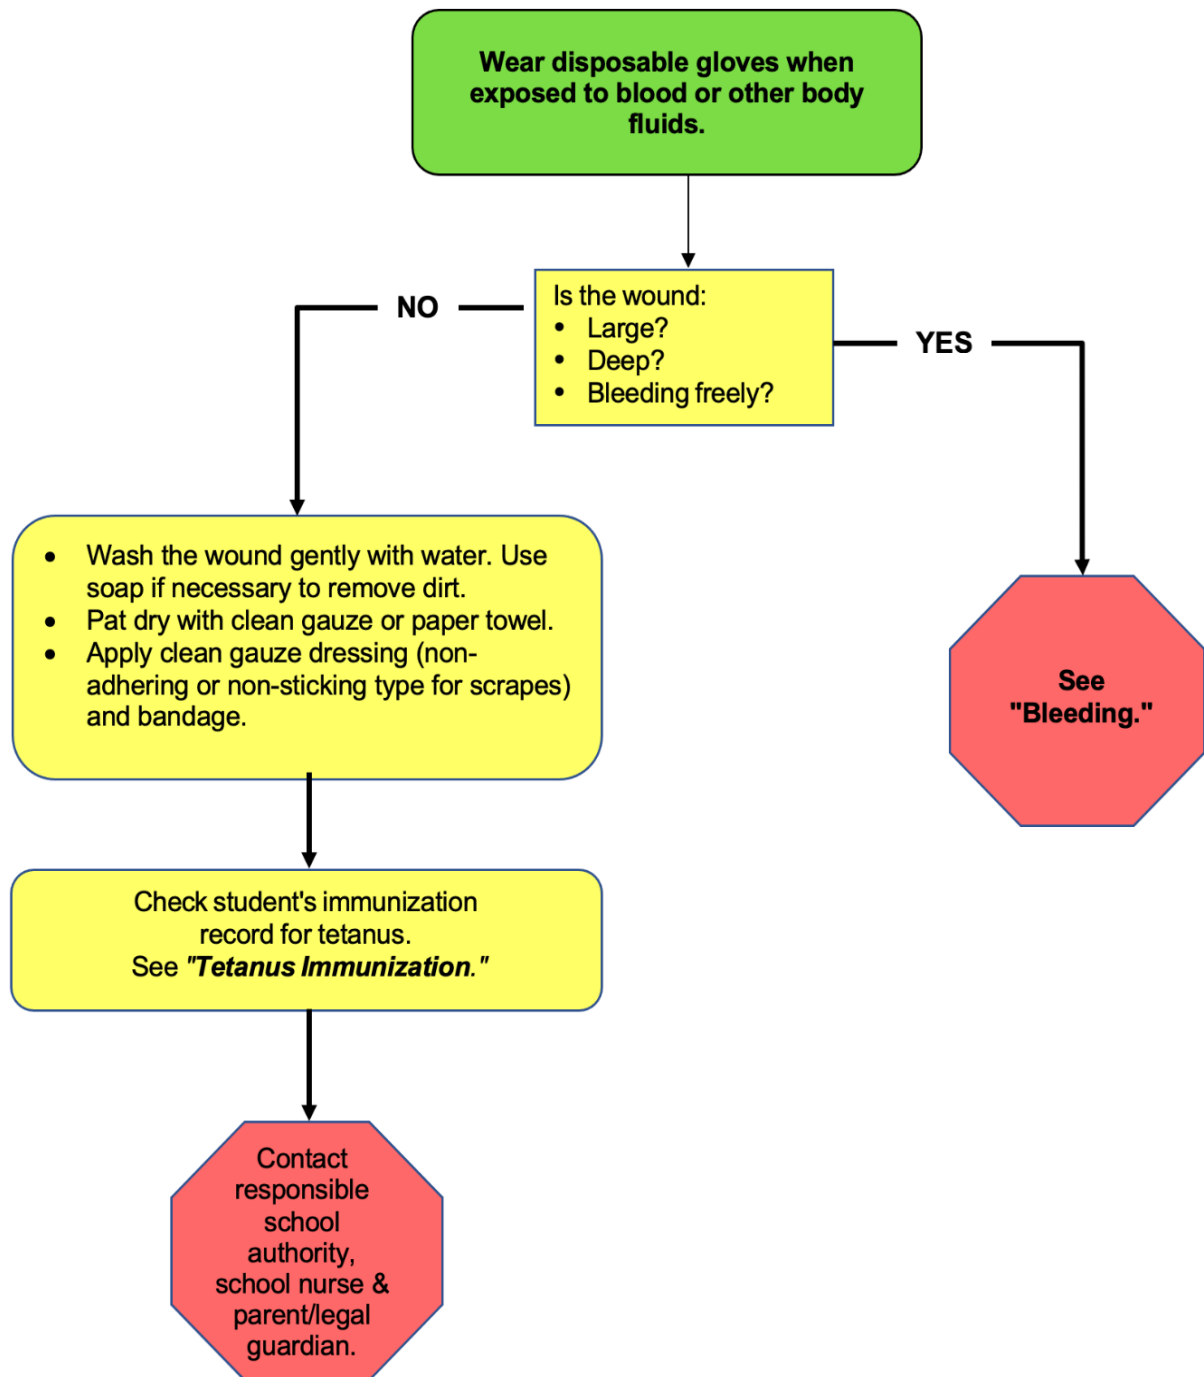 Wear disposable gloves when
exposed to blood or other body
fluids.
Is the wound:
• Large?
• Deep?
• Bleeding freely?
NO
YES
• Wash the wound gently with water. Use
soap if necessary to remove dirt.
• Pat dry with clean gauze or paper towel.
• Apply clean gauze dressing (non-
adhering or non-sticking type for scrapes)
and bandage.
See
"Bleeding."
Check student's immunization
record for tetanus.
See "Tetanus Immunization."
Contact
responsible
school
authority,
school nurse &
parent/legal
guardian.